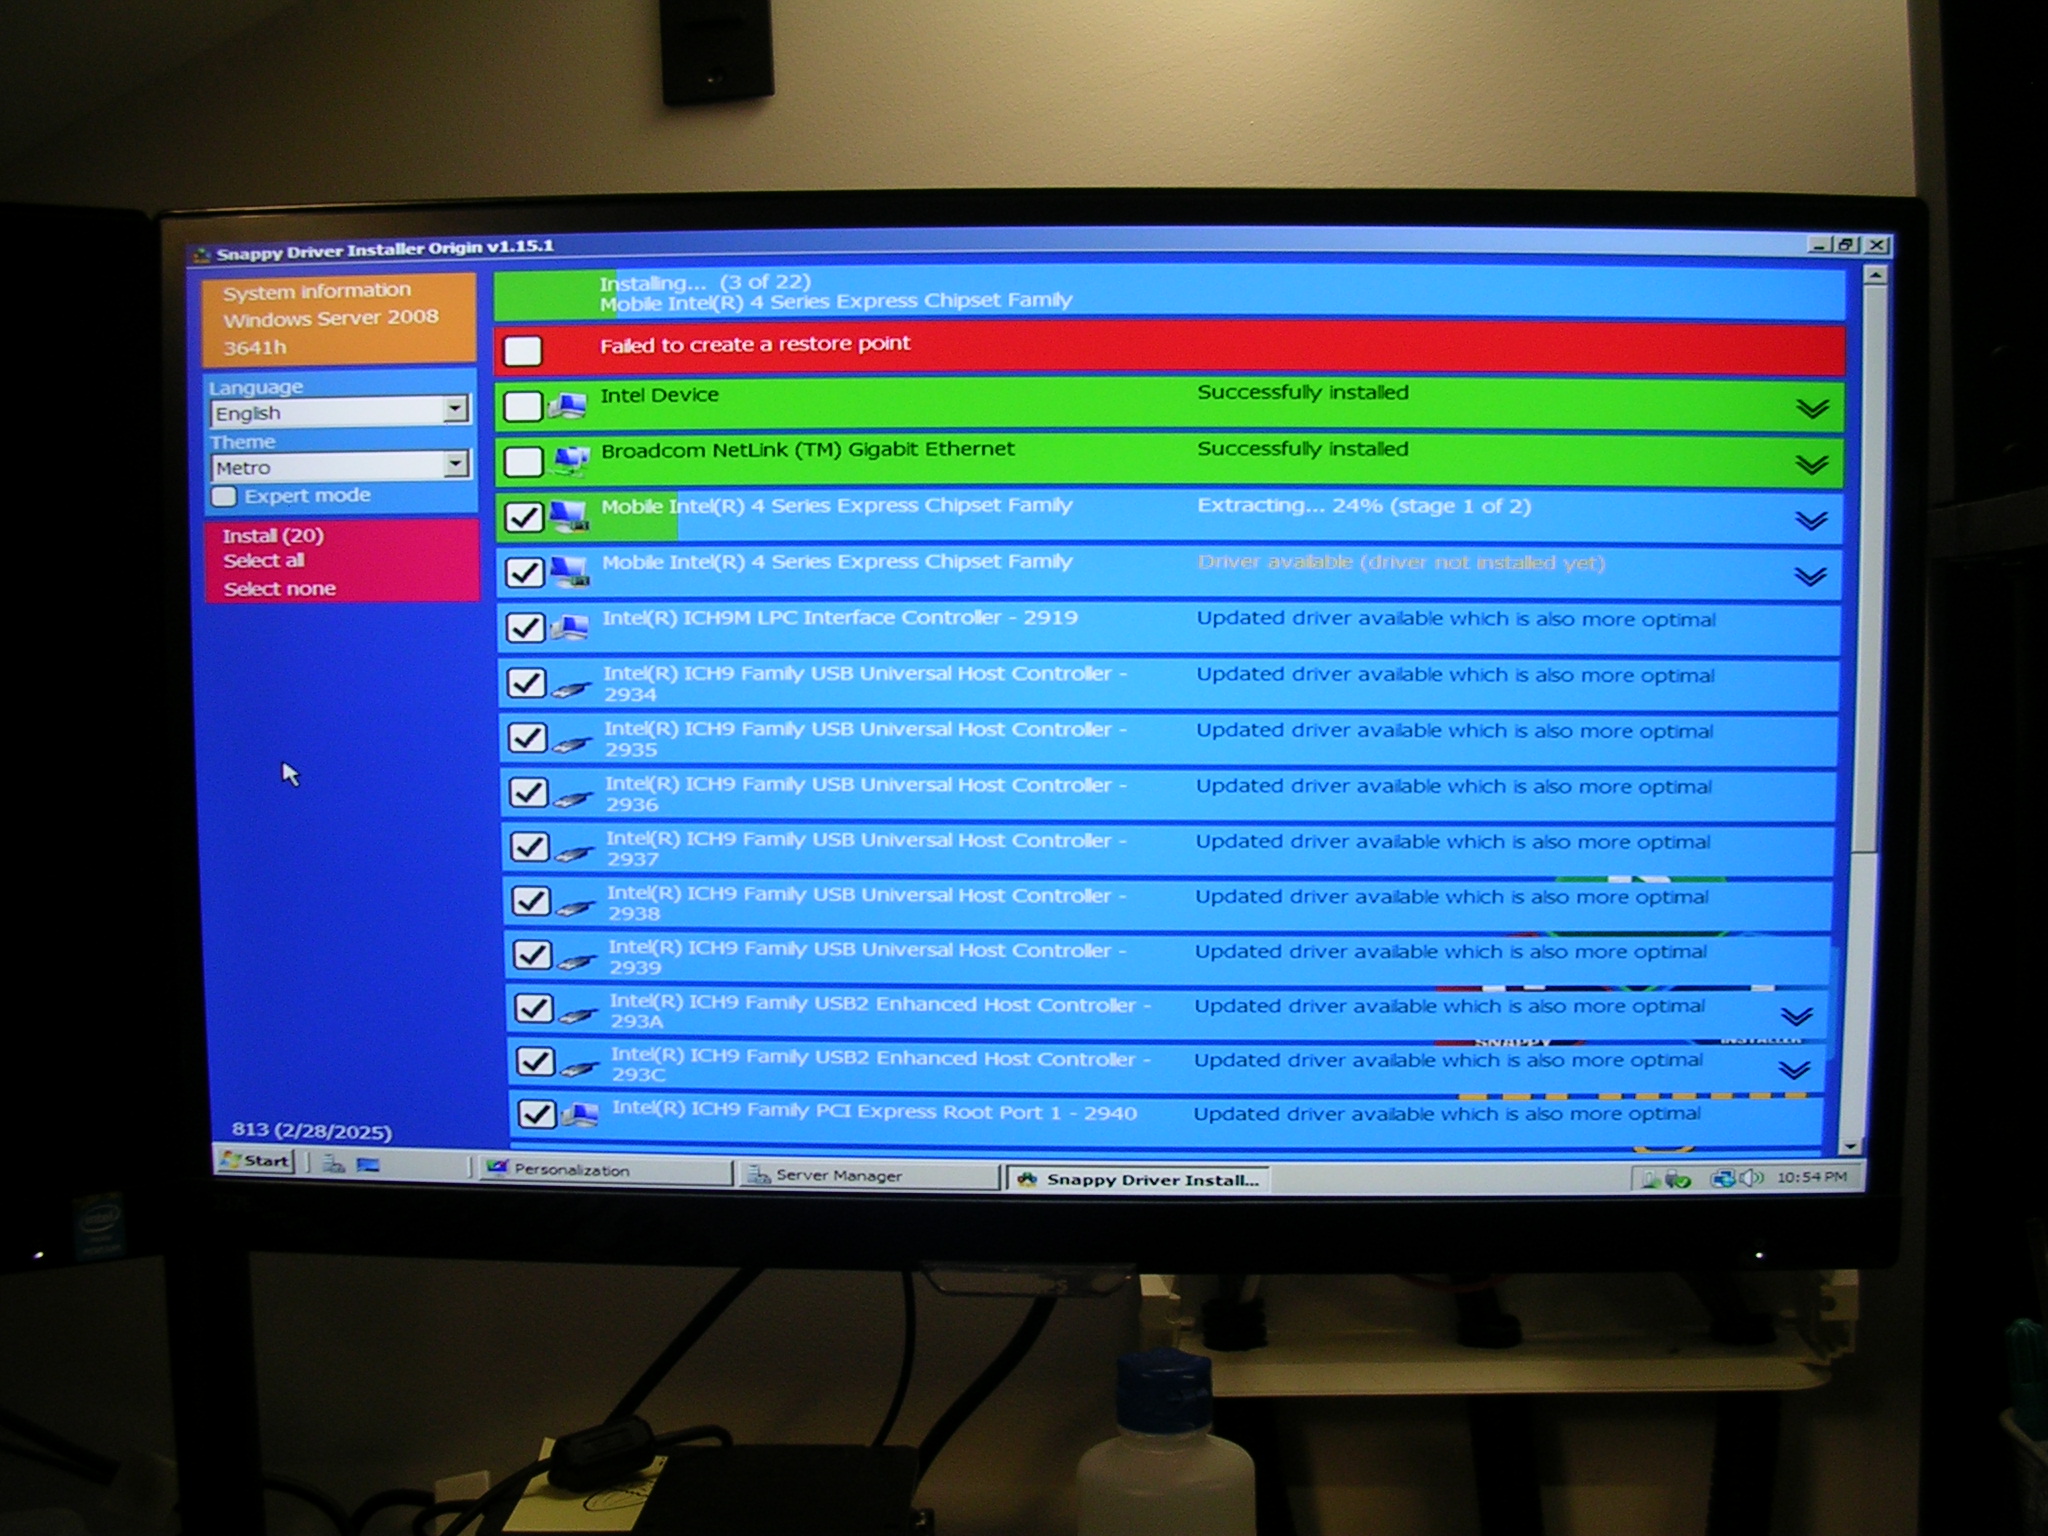 Snappy Driver Installer Origin v1.15.1
System information
Windows Server 2008
3641h
Language
English
Theme
Metro
Expert mode
Install (20)
Select all
Select none
813 (2/28/2025)
Installing... (3 of 22)
Mobile Intel(R) 4 Series Express Chipset Family
Failed to create a restore point
Intel Device Successfully installed
Broadcom NetLink (TM) Gigabit Ethernet Successfully installed
Mobile Intel(R) 4 Series Express Chipset Family Extracting... 24% (stage 1 of 2)
Mobile Intel(R) 4 Series Express Chipset Family Driver available (driver not installed yet)
Intel(R) ICH9M LPC Interface Controller - 2919 Updated driver available which is also more optimal
Intel(R) ICH9 Family USB Universal Host Controller - Updated driver available which is also more optimal
2934
Intel(R) ICH9 Family USB Universal Host Controller - Updated driver available which is also more optimal
2935
Intel(R) ICH9 Family USB Universal Host Controller - Updated driver available which is also more optimal
2936
Intel(R) ICH9 Family USB Universal Host Controller - Updated driver available which is also more optimal
2937
Intel(R) ICH9 Family USB Universal Host Controller - Updated driver available which is also more optimal
2938
Intel(R) ICH9 Family USB Universal Host Controller - Updated driver available which is also more optimal
2939
Intel(R) ICH9 Family USB2 Enhanced Host Controller - Updated driver available which is also more optimal
293A
SNAPPY INSTALLER
Intel(R) ICH9 Family USB2 Enhanced Host Controller - Updated driver available which is also more optimal
293C
Intel(R) ICH9 Family PCI Express Root Port 1 - 2940 Updated driver available which is also more optimal
Start Personalization Server Manager Snappy Driver Install... 10:54 PM
intel